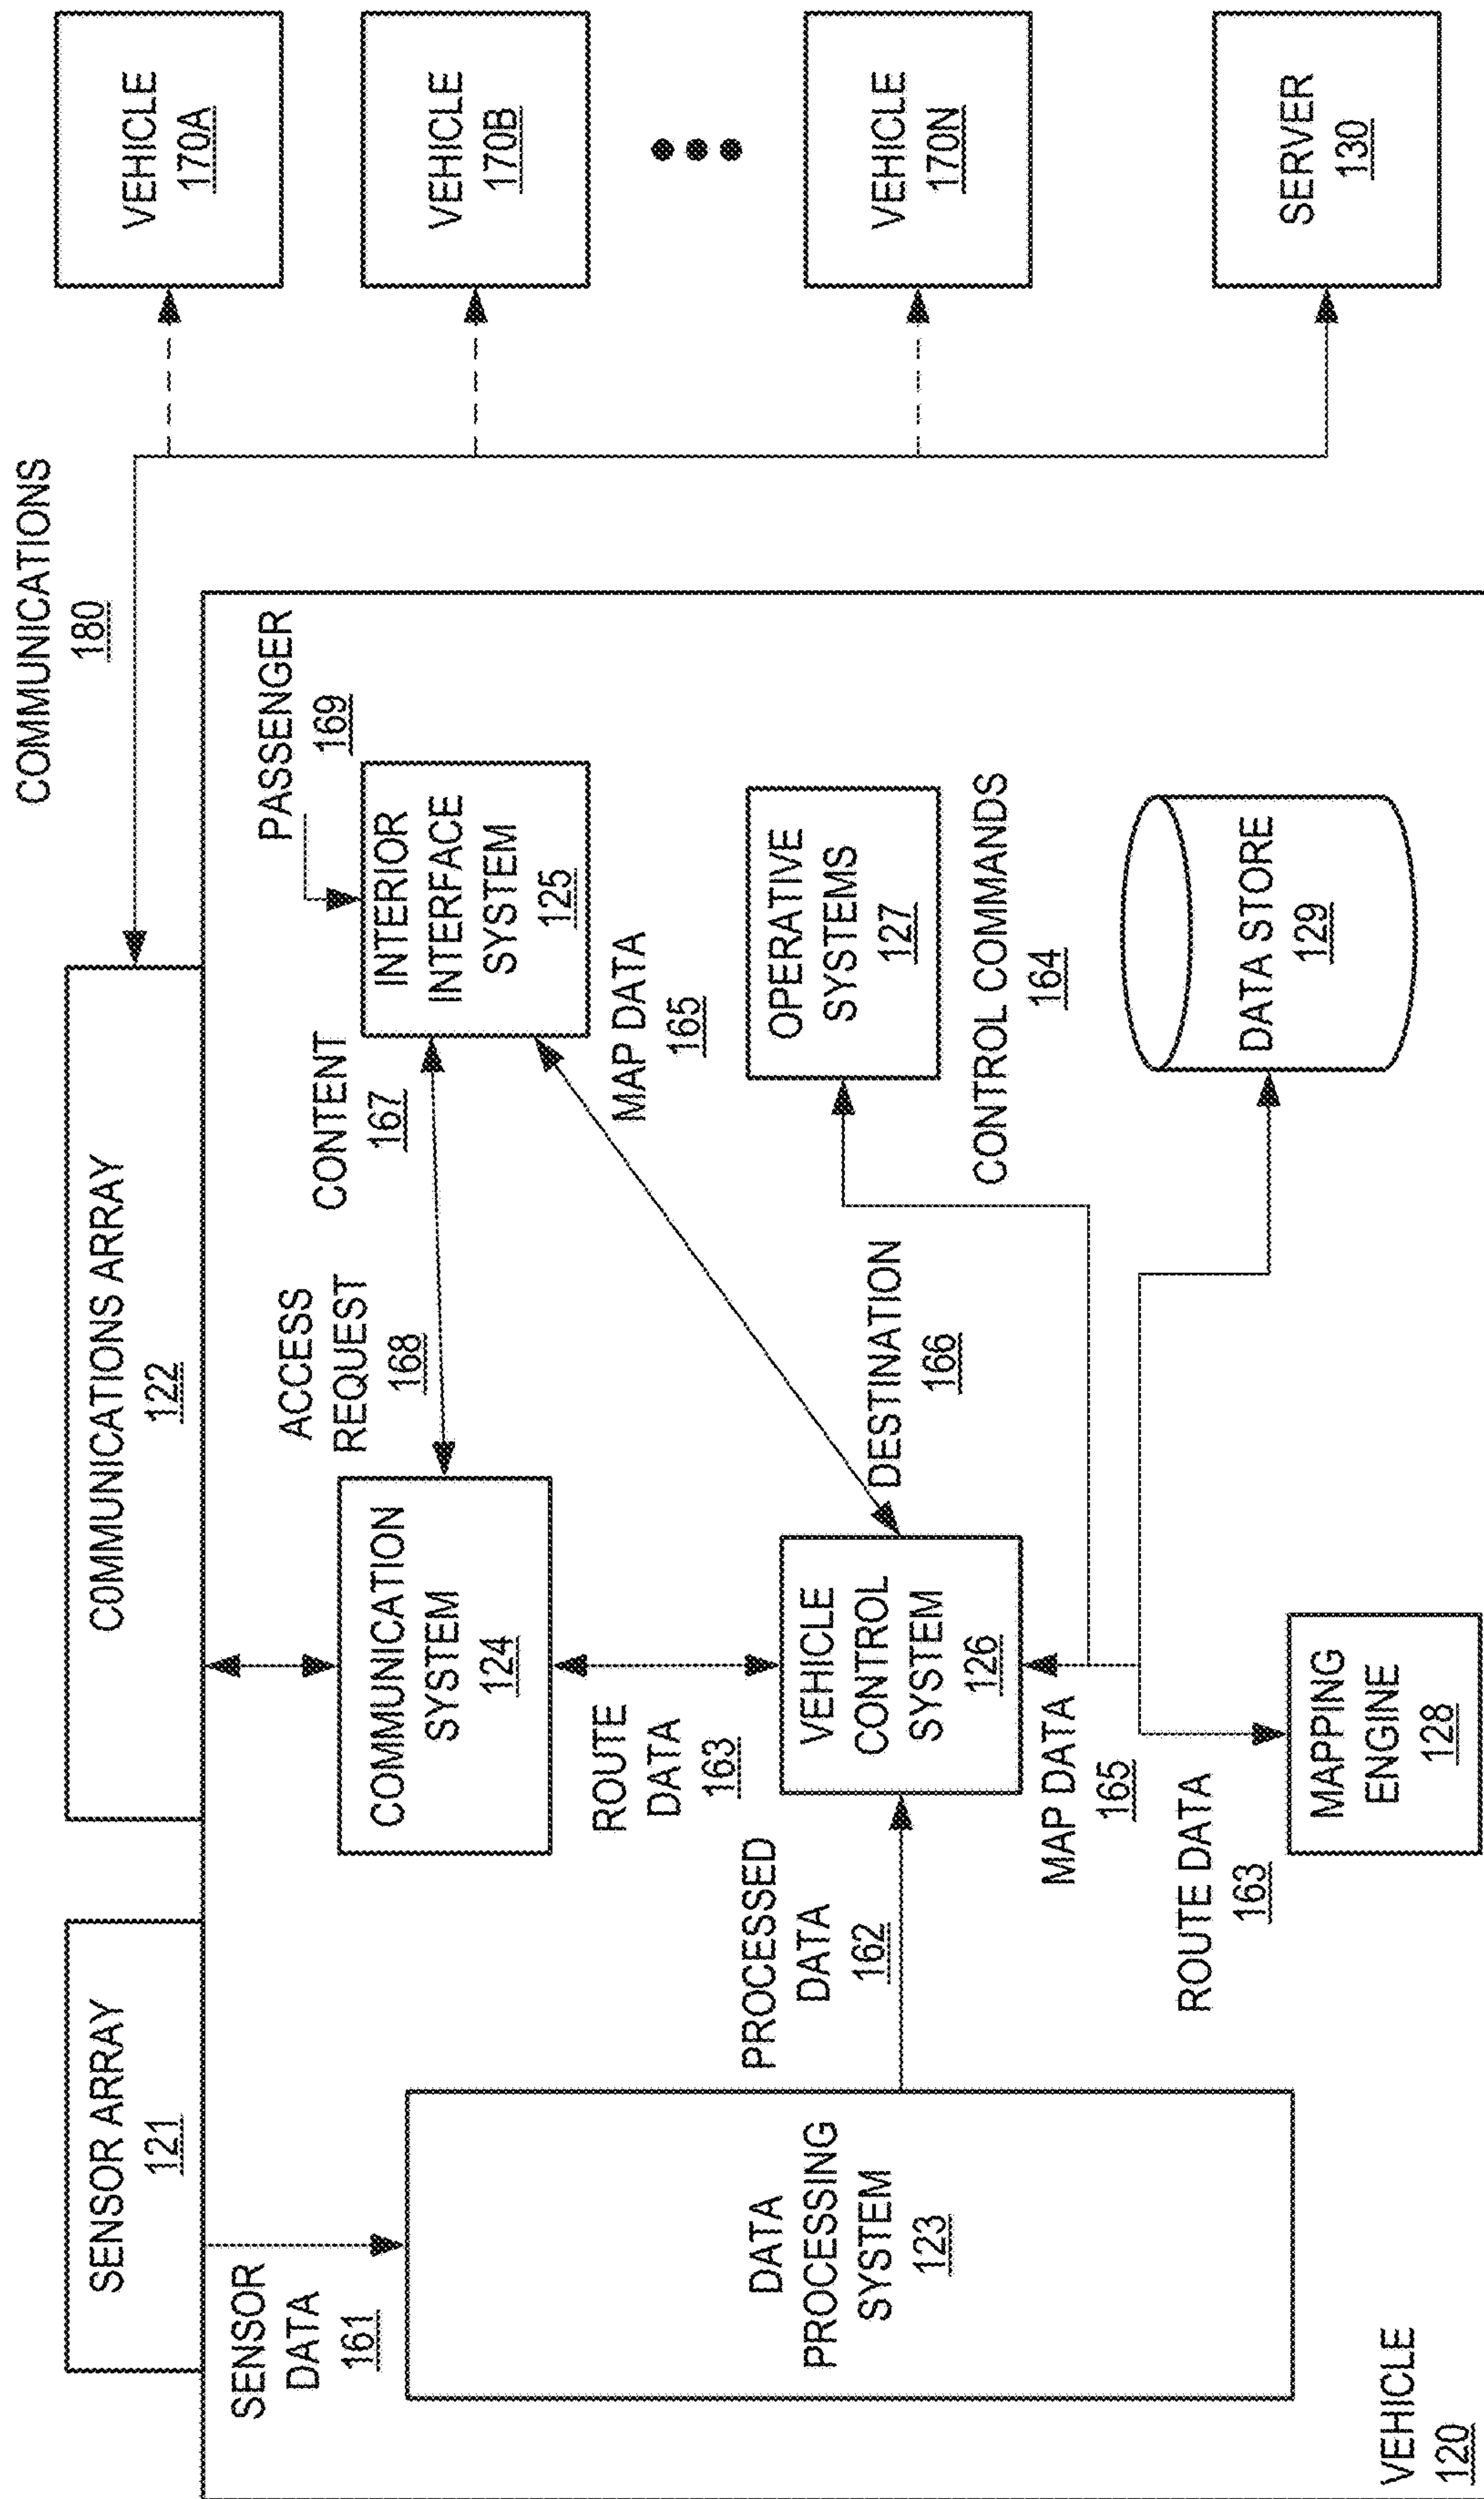 SENSOR ARRAY
121
COMMUNICATIONS ARRAY
122
COMMUNICATIONS
180
SENSOR
DATA
161
DATA
PROCESSING
SYSTEM
123
PROCESSED
DATA
162
COMMUNICATION
SYSTEM
124
ROUTE
DATA
163
VEHICLE
CONTROL
SYSTEM
126
MAP DATA
165
ROUTE DATA
163
MAPPING
ENGINE
128
ACCESS
REQUEST
168
CONTENT
167
PASSENGER
169
INTERIOR
INTERFACE
SYSTEM
125
MAP DATA
165
DESTINATION
166
OPERATIVE
SYSTEMS
127
CONTROL COMMANDS
164
DATA STORE
129
VEHICLE
120
VEHICLE
170A
VEHICLE
170B
VEHICLE
170N
SERVER
130